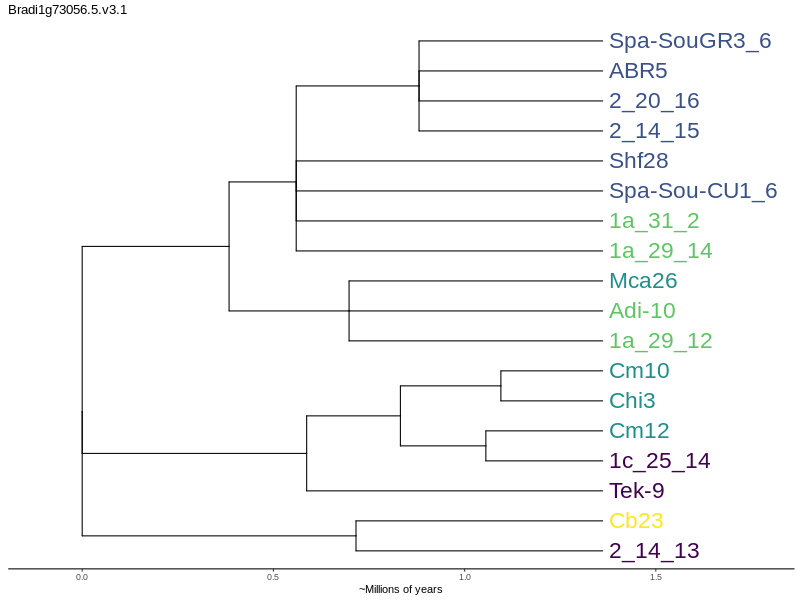 Bradi1g73056.5.v3.1
Spa-SouGR3_6
ABR5
2_20_16
2_14_15
Shf28
Spa-Sou-CU1_6
1a_31_2
1a_29_14
Mca26
Adi-10
1a_29_12
Cm10
Chi3
Cm12
1c_25_14
Tek-9
Cb23
2_14_13
0.0 0.5 1.0 1.5
~Millions of years